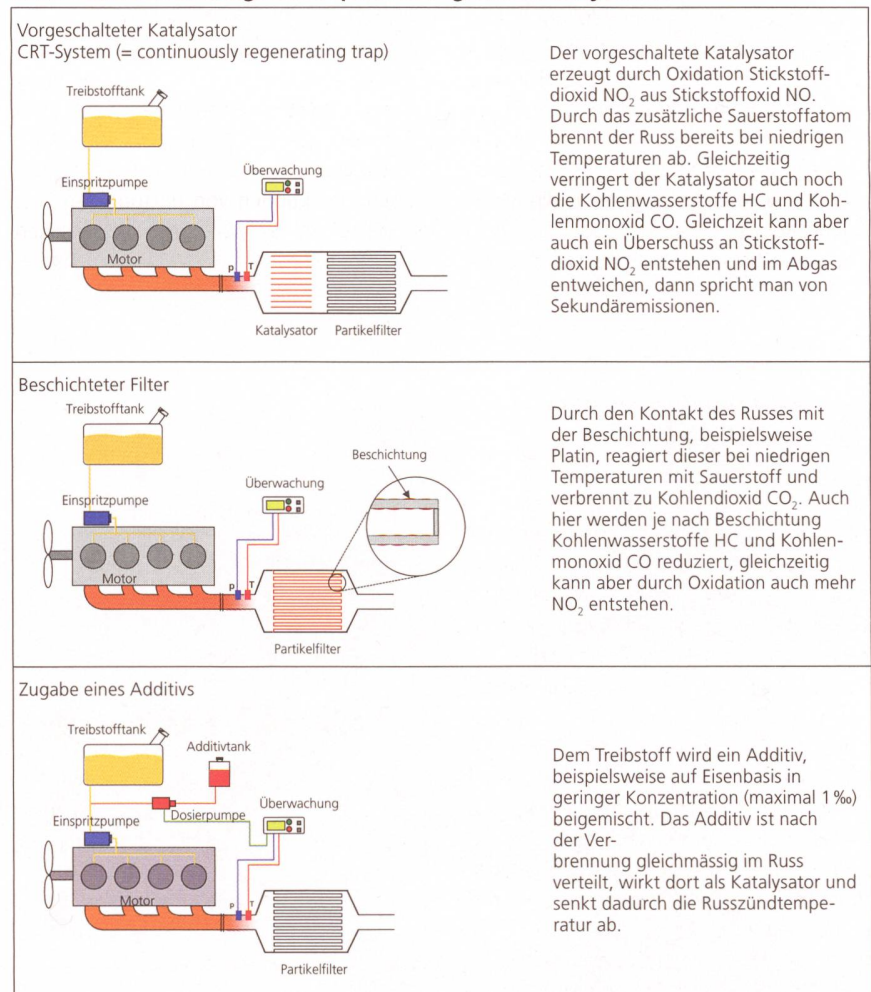 Vorgeschalteter Katalysator
CRT-System (= continuously regenerating trap)
Treibstofftank
Einspritzpumpe
Überwachung
Motor
p T
Katalysator Partikelfilter
Der vorgeschaltete Katalysator
erzeugt durch Oxidation Stickstoff-
dioxid NO₂ aus Stickstoffoxid NO.
Durch das zusätzliche Sauerstoffatom
brennt der Russ bereits bei niedrigen
Temperaturen ab. Gleichzeitig
verringert der Katalysator auch noch
die Kohlenwasserstoffe HC und Koh-
lenmonoxid CO. Gleichzeit kann aber
auch ein Überschuss an Stickstoff-
dioxid NO₂ entstehen und im Abgas
entweichen, dann spricht man von
Sekundäremissionen.
Beschichteter Filter
Treibstofftank
Beschichtung
Einspritzpumpe
Überwachung
Motor
p T
Partikelfilter
Durch den Kontakt des Russes mit
der Beschichtung, beispielsweise
Platin, reagiert dieser bei niedrigen
Temperaturen mit Sauerstoff und
verbrennt zu Kohlendioxid CO₂. Auch
hier werden je nach Beschichtung
Kohlenwasserstoffe HC und Kohlen-
monoxid CO reduziert, gleichzeitig
kann aber durch Oxidation auch mehr
NO₂ entstehen.
Zugabe eines Additivs
Treibstofftank
Additivtank
Einspritzpumpe
Dosierpumpe
Überwachung
Motor
p T
Partikelfilter
Dem Treibstoff wird ein Additiv,
beispielsweise auf Eisenbasis in
geringer Konzentration (maximal 1 ‰)
beigemischt. Das Additiv ist nach
der Ver-
brennung gleichmässig im Russ
verteilt, wirkt dort als Katalysator und
senkt dadurch die Russzündtempe-
ratur ab.